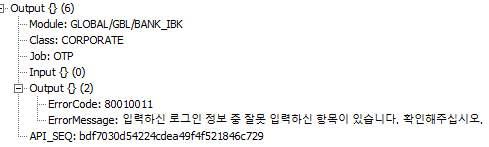 Output {} (6)
Module: GLOBAL/GBL/BANK_IBK
Class: CORPORATE
Job: OTP
Input {} (0)
Output {} (2)
ErrorCode: 80010011
ErrorMessage: 입력하신 로그인 정보 중 잘못 입력하신 항목이 있습니다. 확인해주십시오.
API_SEQ: bdf7030d54224cdea49f4f521846c729